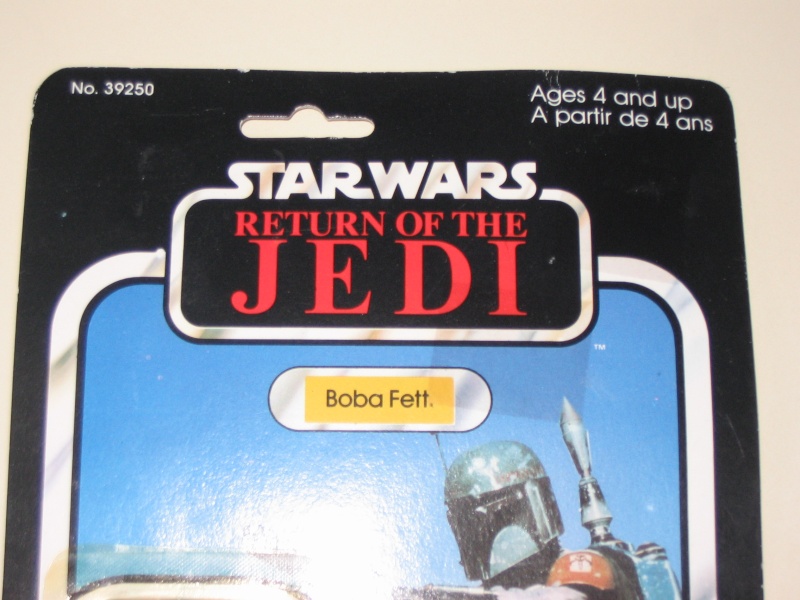 No. 39250
Ages 4 and up
A partir de 4 ans
STAR WARS
RETURN OF THE
JEDI
TM
Boba Fett